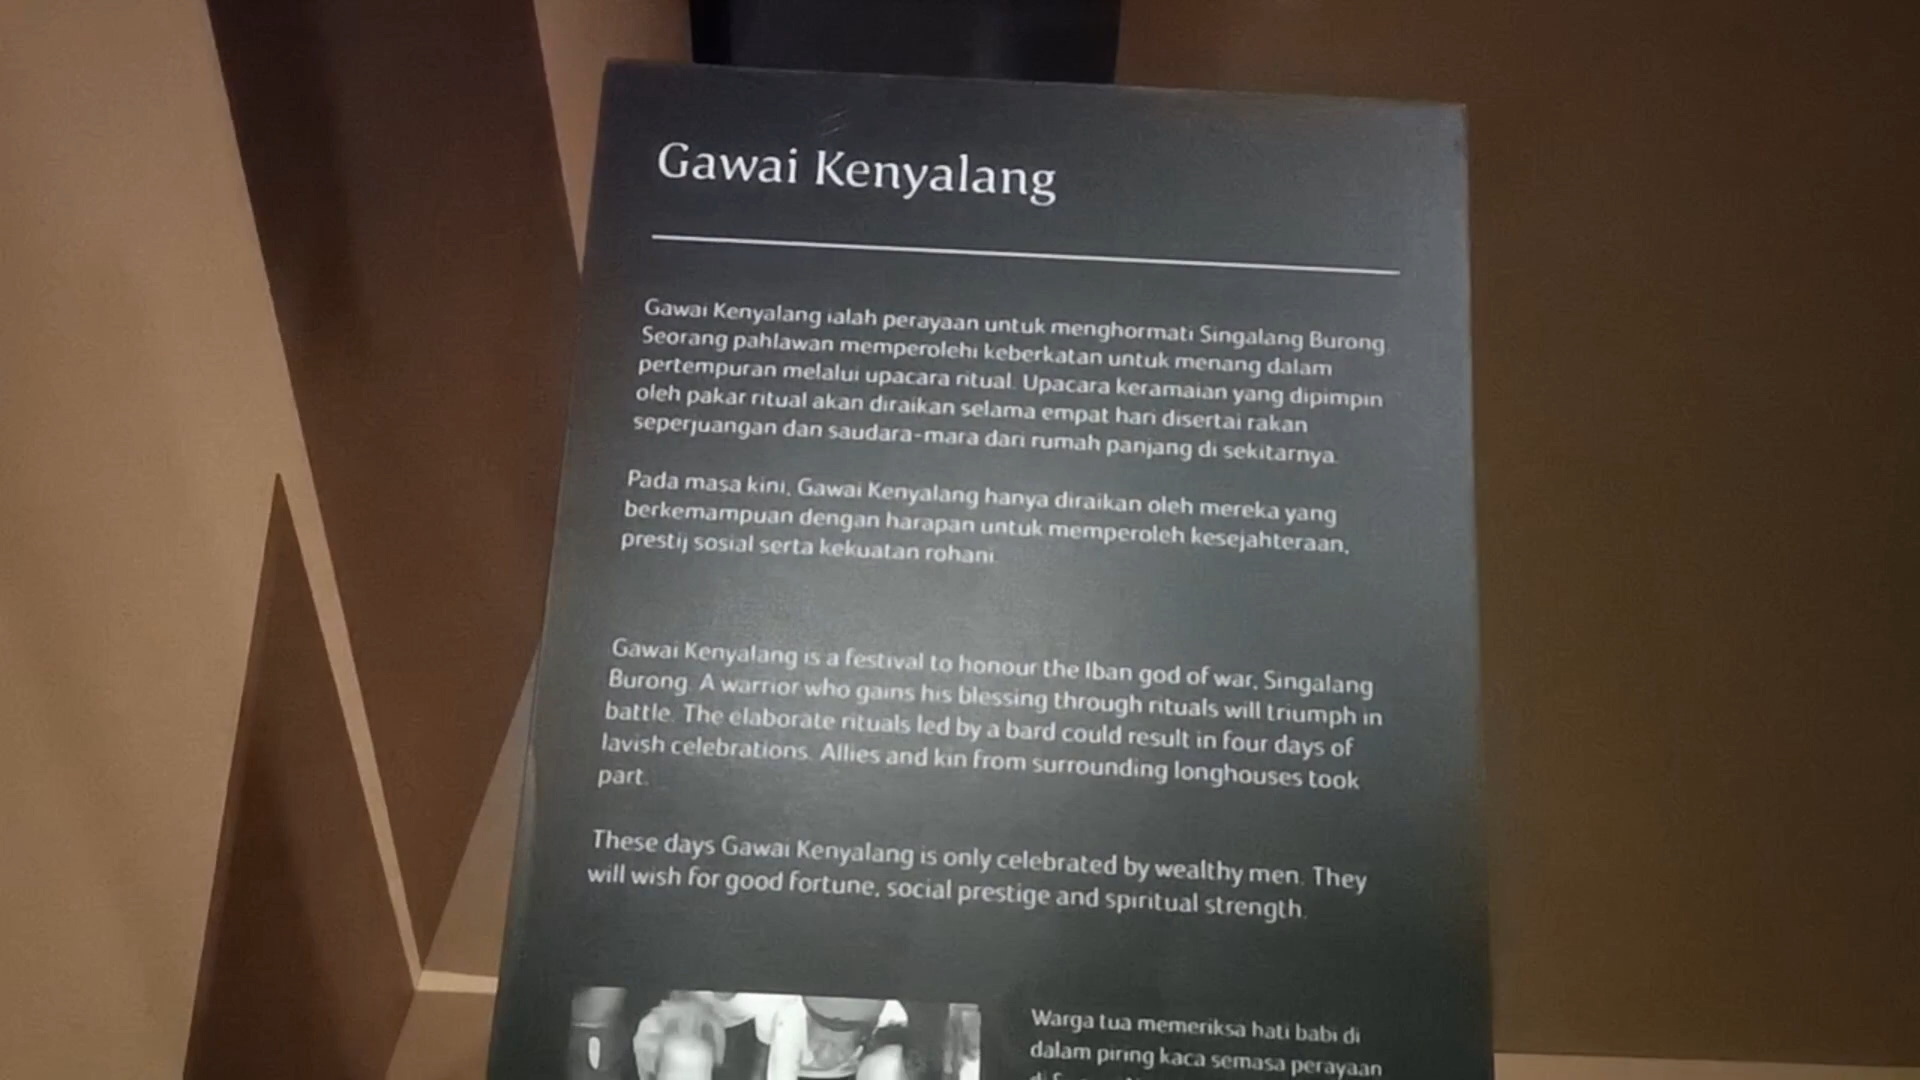 Gawai Kenyalang
Gawai Kenyalang ialah perayaan untuk menghormati Singalang Burong.
Seorang pahlawan memperolehi keberkatan untuk menang dalam
pertempuran melalui upacara ritual. Upacara keramaian yang dipimpin
oleh pakar ritual akan diraikan selama empat hari disertai rakan
seperjuangan dan saudara-mara dari rumah panjang di sekitarnya.
Pada masa kini, Gawai Kenyalang hanya diraikan oleh mereka yang
berkemampuan dengan harapan untuk memperoleh kesejahteraan,
prestij sosial serta kekuatan rohani.
Gawai Kenyalang is a festival to honour the Iban god of war, Singalang
Burong. A warrior who gains his blessing through rituals will triumph in
battle. The elaborate rituals led by a bard could result in four days of
lavish celebrations. Allies and kin from surrounding longhouses took
part.
These days Gawai Kenyalang is only celebrated by wealthy men. They
will wish for good fortune, social prestige and spiritual strength.
Warga tua memeriksa hati babi di
dalam piring kaca semasa perayaan